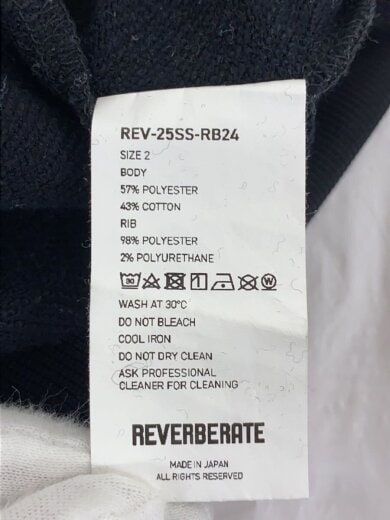 REV-25SS-RB24
SIZE 2
BODY
57% POLYESTER
43% COTTON
RIB
98% POLYESTER
2% POLYURETHANE
30 W
WASH AT 30°C
DO NOT BLEACH
COOL IRON
DO NOT DRY CLEAN
ASK PROFESSIONAL
CLEANER FOR CLEANING
REVERBERATE
MADE IN JAPAN
ALL RIGHTS RESERVED